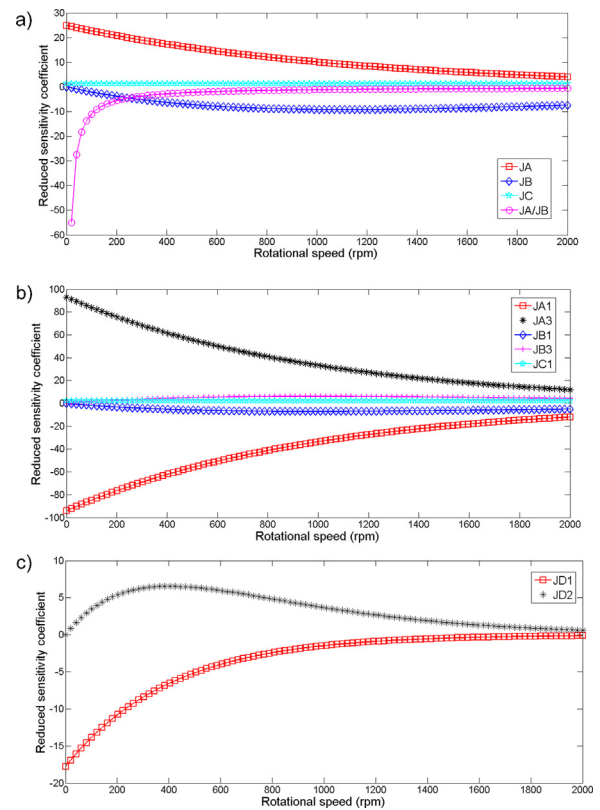 a)
Reduced sensitivity coefficient
30
20
10
0
-10
-20
-30
-40
-50
-60
0 200 400 600 800 1000 1200 1400 1600 1800 2000
Rotational speed (rpm)
JA
JB
JC
JA/JB
b)
Reduced sensitivity coefficient
100
80
60
40
20
0
-20
-40
-60
-80
-100
0 200 400 600 800 1000 1200 1400 1600 1800 2000
Rotational speed (rpm)
JA1
JA3
JB1
JB3
JC1
c)
Reduced sensitivity coefficient
10
5
0
-5
-10
-15
-20
0 200 400 600 800 1000 1200 1400 1600 1800 2000
Rotational speed (rpm)
JD1
JD2